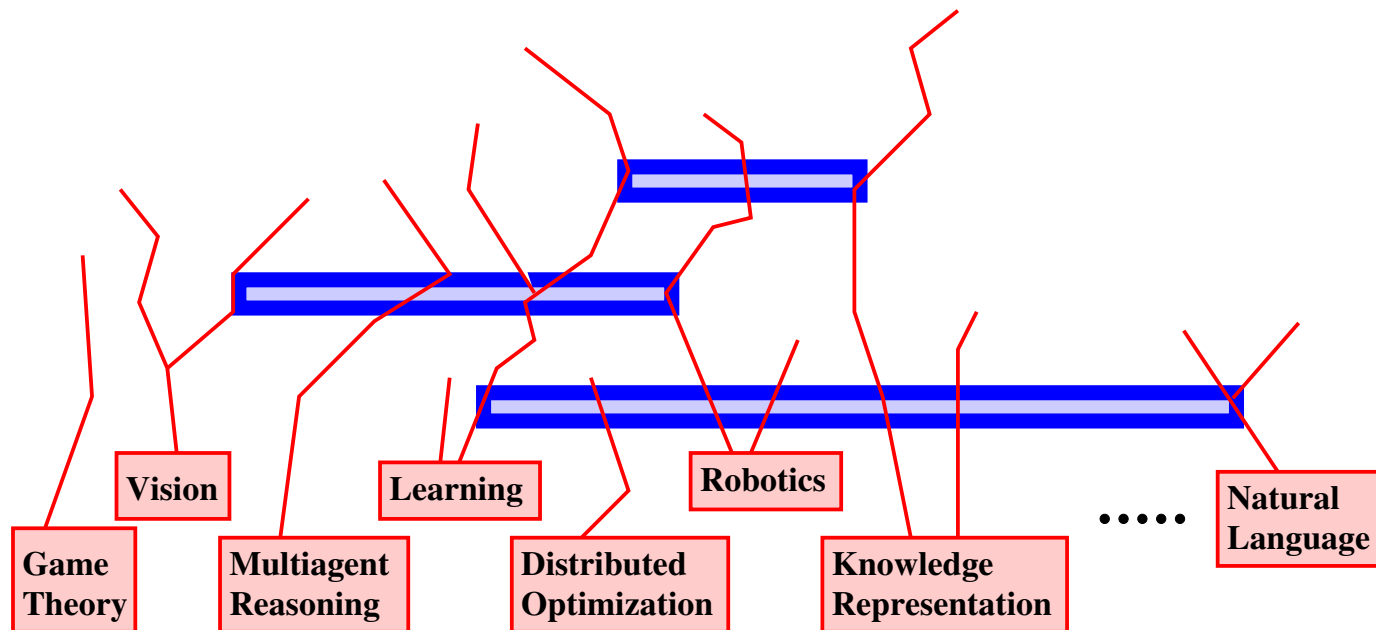 Vision
Learning
Robotics
Natural
Language
Game
Theory
Multiagent
Reasoning
Distributed
Optimization
Knowledge
Representation